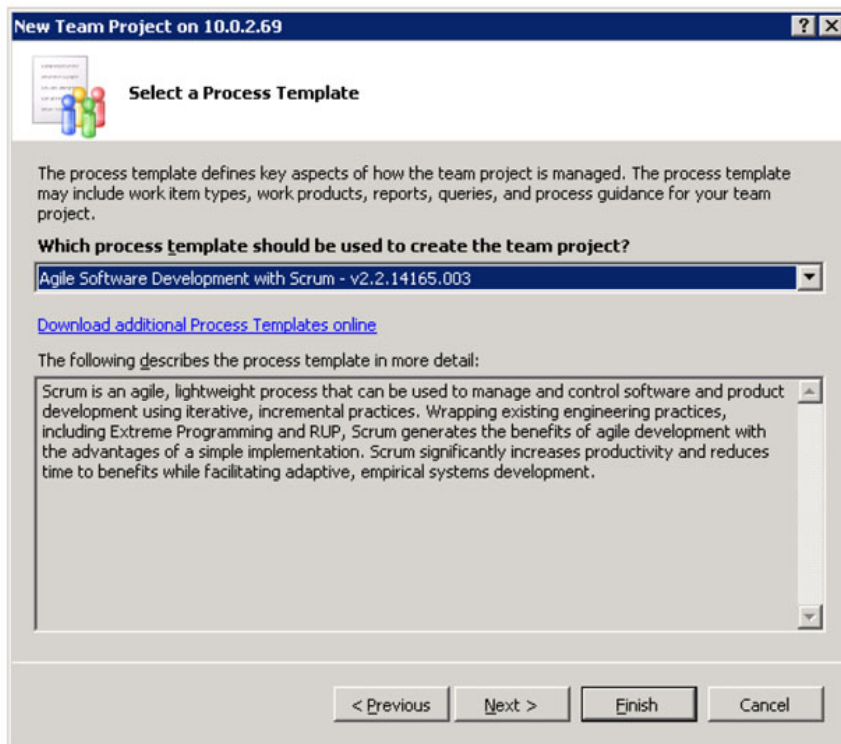 New Team Project on 10.0.2.69
Select a Process Template
The process template defines key aspects of how the team project is managed. The process template
may include work item types, work products, reports, queries, and process guidance for your team
project.
Which process template should be used to create the team project?
Agile Software Development with Scrum - v2.2.14165.003
Download additional Process Templates online
The following describes the process template in more detail:
Scrum is an agile, lightweight process that can be used to manage and control software and product
development using iterative, incremental practices. Wrapping existing engineering practices,
including Extreme Programming and RUP, Scrum generates the benefits of agile development with
the advantages of a simple implementation. Scrum significantly increases productivity and reduces
time to benefits while facilitating adaptive, empirical systems development.
< Previous Next > Finish Cancel